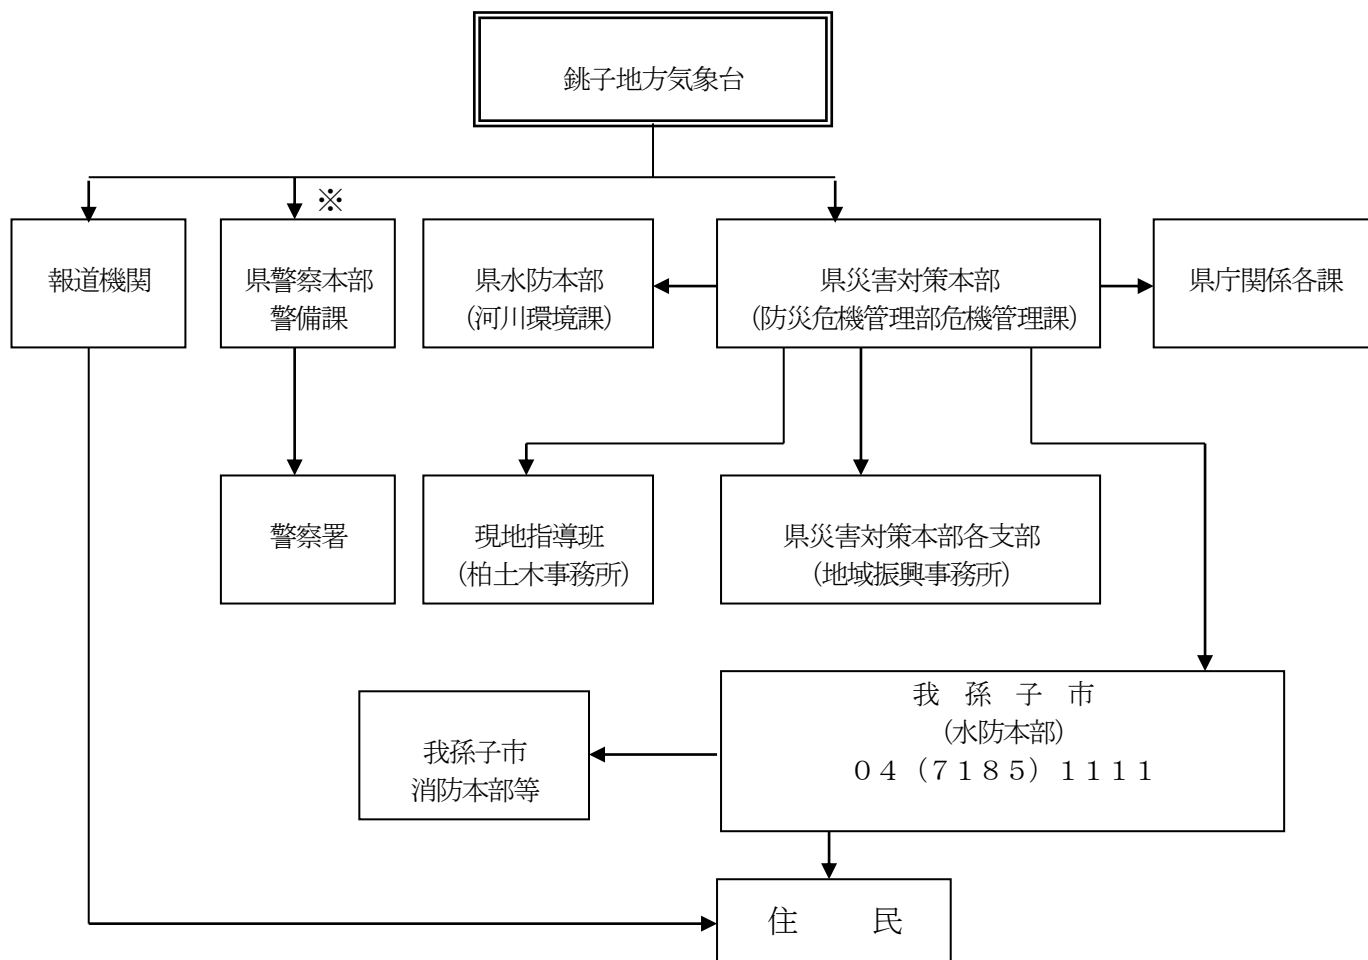 銚子地方気象台
※
報道機関
県警察本部
警備課
県水防本部
（河川環境課）
県災害対策本部
（防災危機管理部危機管理課）
県庁関係各課
警察署
現地指導班
（柏土木事務所）
県災害対策本部各支部
（地域振興事務所）
我　孫　子　市
（水防本部）
０４（７１８５）１１１１
我孫子市
消防本部等
住　　民